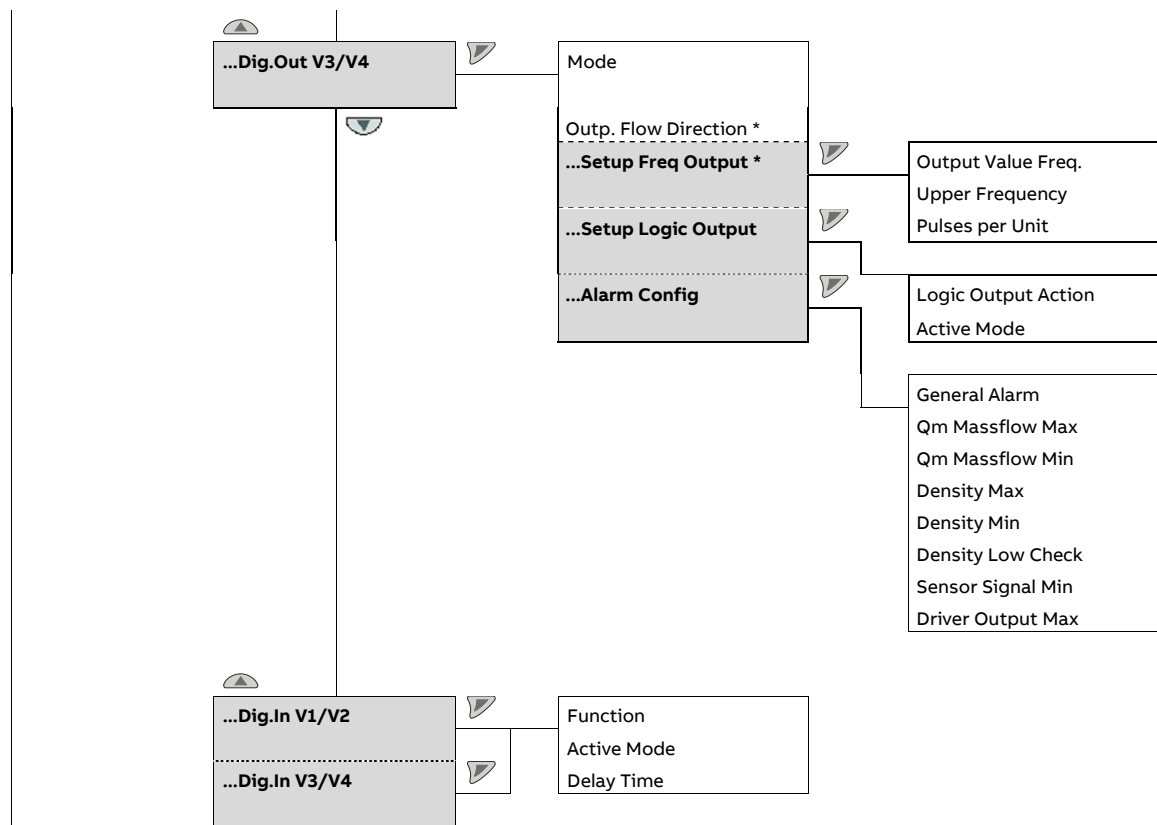 ...Dig.Out V3/V4
Mode
Outp. Flow Direction *
...Setup Freq Output *
Output Value Freq.
Upper Frequency
Pulses per Unit
...Setup Logic Output
Logic Output Action
Active Mode
...Alarm Config
General Alarm
Qm Massflow Max
Qm Massflow Min
Density Max
Density Min
Density Low Check
Sensor Signal Min
Driver Output Max
...Dig.In V1/V2
...Dig.In V3/V4
Function
Active Mode
Delay Time